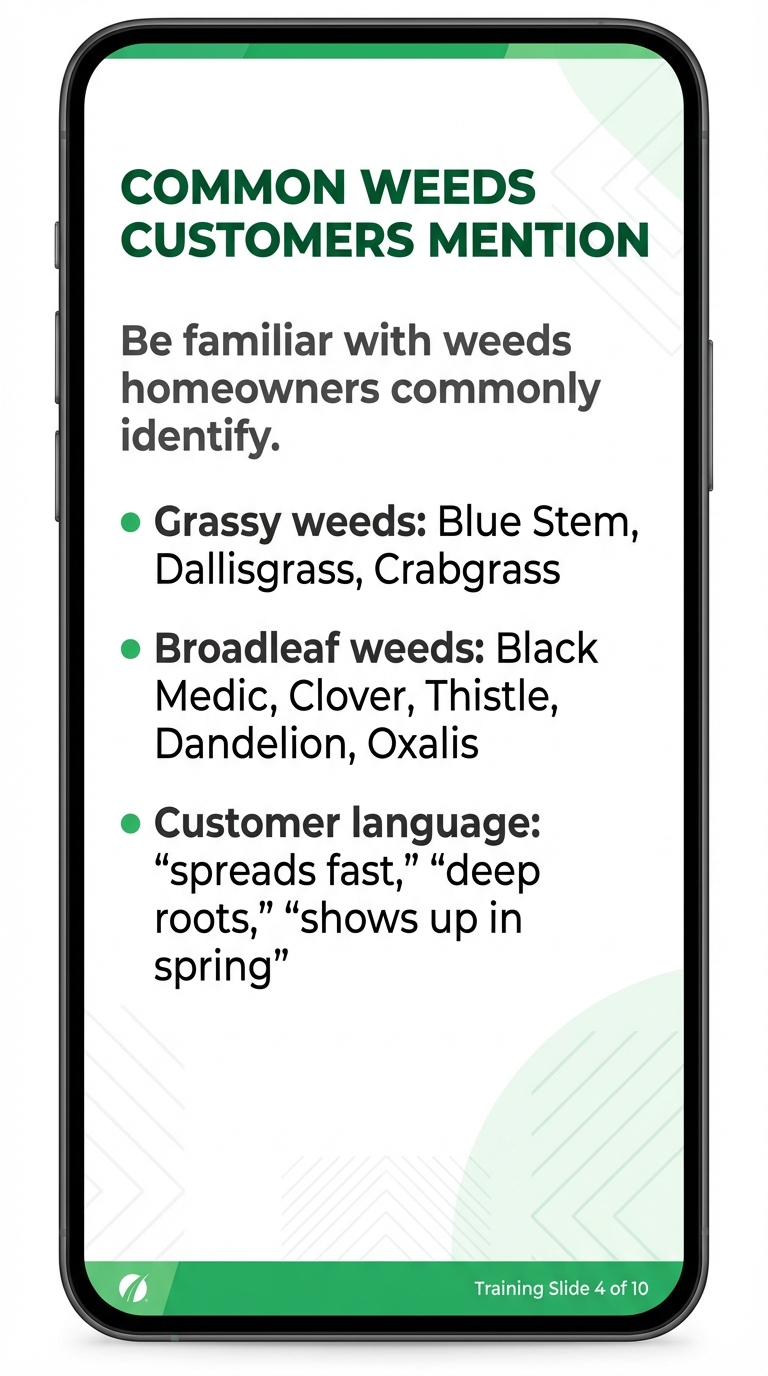 COMMON WEEDS
CUSTOMERS MENTION
Be familiar with weeds
homeowners commonly
identify.
• Grassy weeds: Blue Stem,
Dallisgrass, Crabgrass
• Broadleaf weeds: Black
Medic, Clover, Thistle,
Dandelion, Oxalis
• Customer language:
“spreads fast,” “deep
roots,” “shows up in
spring”
Training Slide 4 of 10